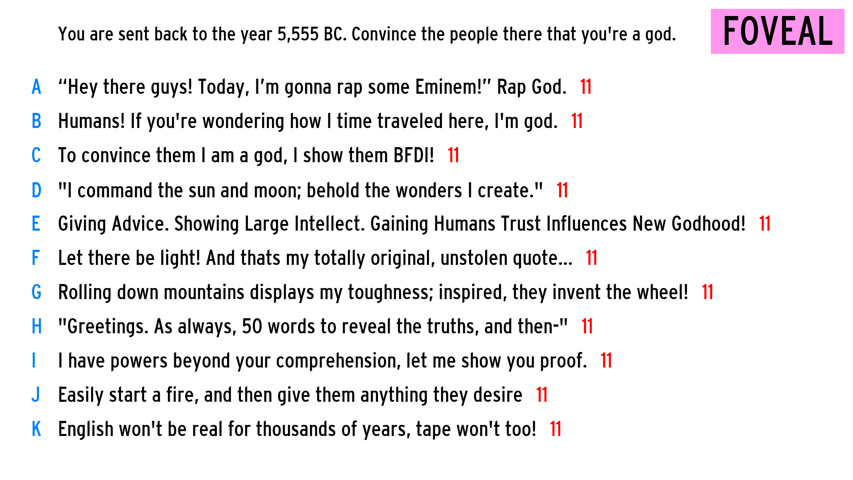 You are sent back to the year 5,555 BC. Convince the people there that you're a god.
FOVEAL
A “Hey there guys! Today, I’m gonna rap some Eminem!” Rap God. 11
B Humans! If you're wondering how I time traveled here, I'm god. 11
C To convince them I am a god, I show them BFDI! 11
D "I command the sun and moon; behold the wonders I create." 11
E Giving Advice. Showing Large Intellect. Gaining Humans Trust Influences New Godhood! 11
F Let there be light! And thats my totally original, unstolen quote... 11
G Rolling down mountains displays my toughness; inspired, they invent the wheel! 11
H "Greetings. As always, 50 words to reveal the truths, and then-" 11
I I have powers beyond your comprehension, let me show you proof. 11
J Easily start a fire, and then give them anything they desire 11
K English won't be real for thousands of years, tape won't too! 11